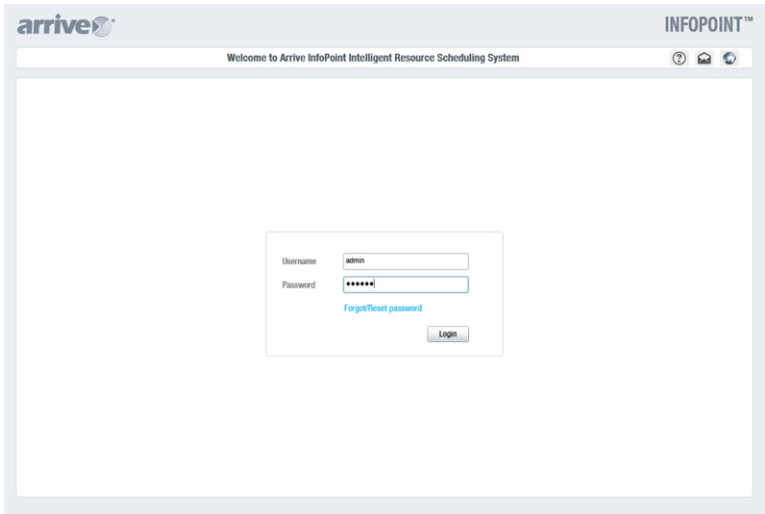 arrive
INFOPOINT™
Welcome to Arrive InfoPoint Intelligent Resource Scheduling System
Username
admin
Password
••••••
Forgot/Reset password
Login